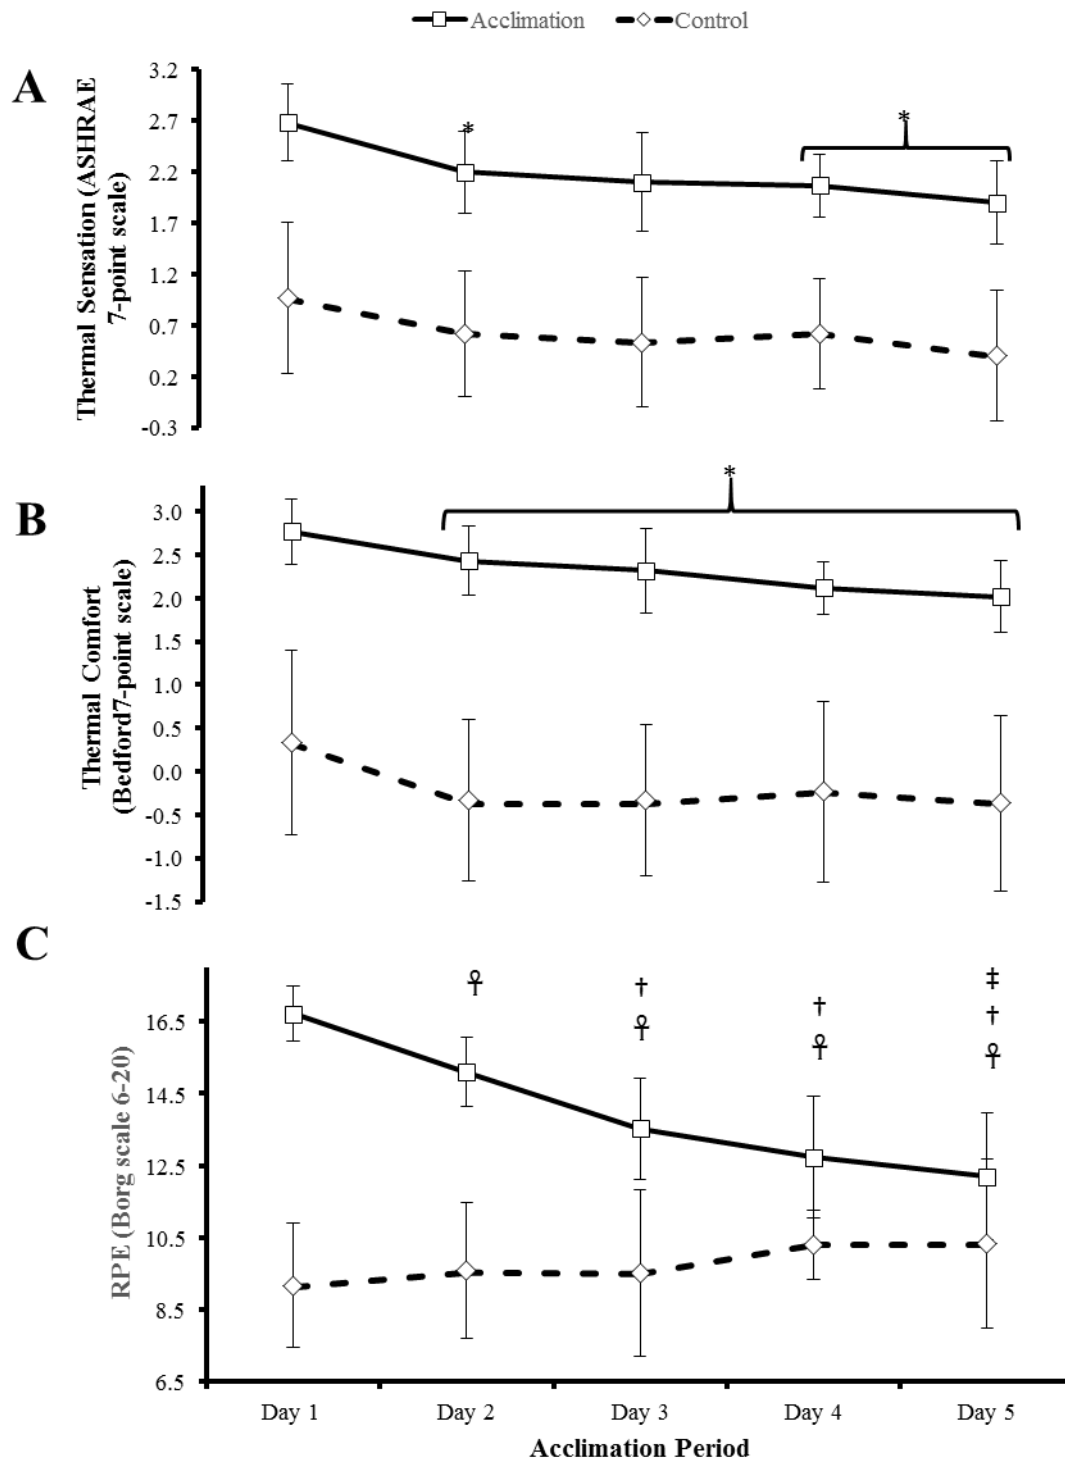 Acclimation Control
A
Thermal Sensation (ASHRAE
7-point scale)
3.2
2.7
2.2
1.7
1.2
0.7
0.2
-0.3
*
*
B
Thermal Comfort
(Bedford7-point scale)
3.0
2.5
2.0
1.5
1.0
0.5
0.0
-0.5
-1.0
-1.5
*
C
RPE (Borg scale 6-20)
16.5
14.5
12.5
10.5
8.5
6.5
† † ‡
† 
Day 1 Day 2 Day 3 Day 4 Day 5
Acclimation Period